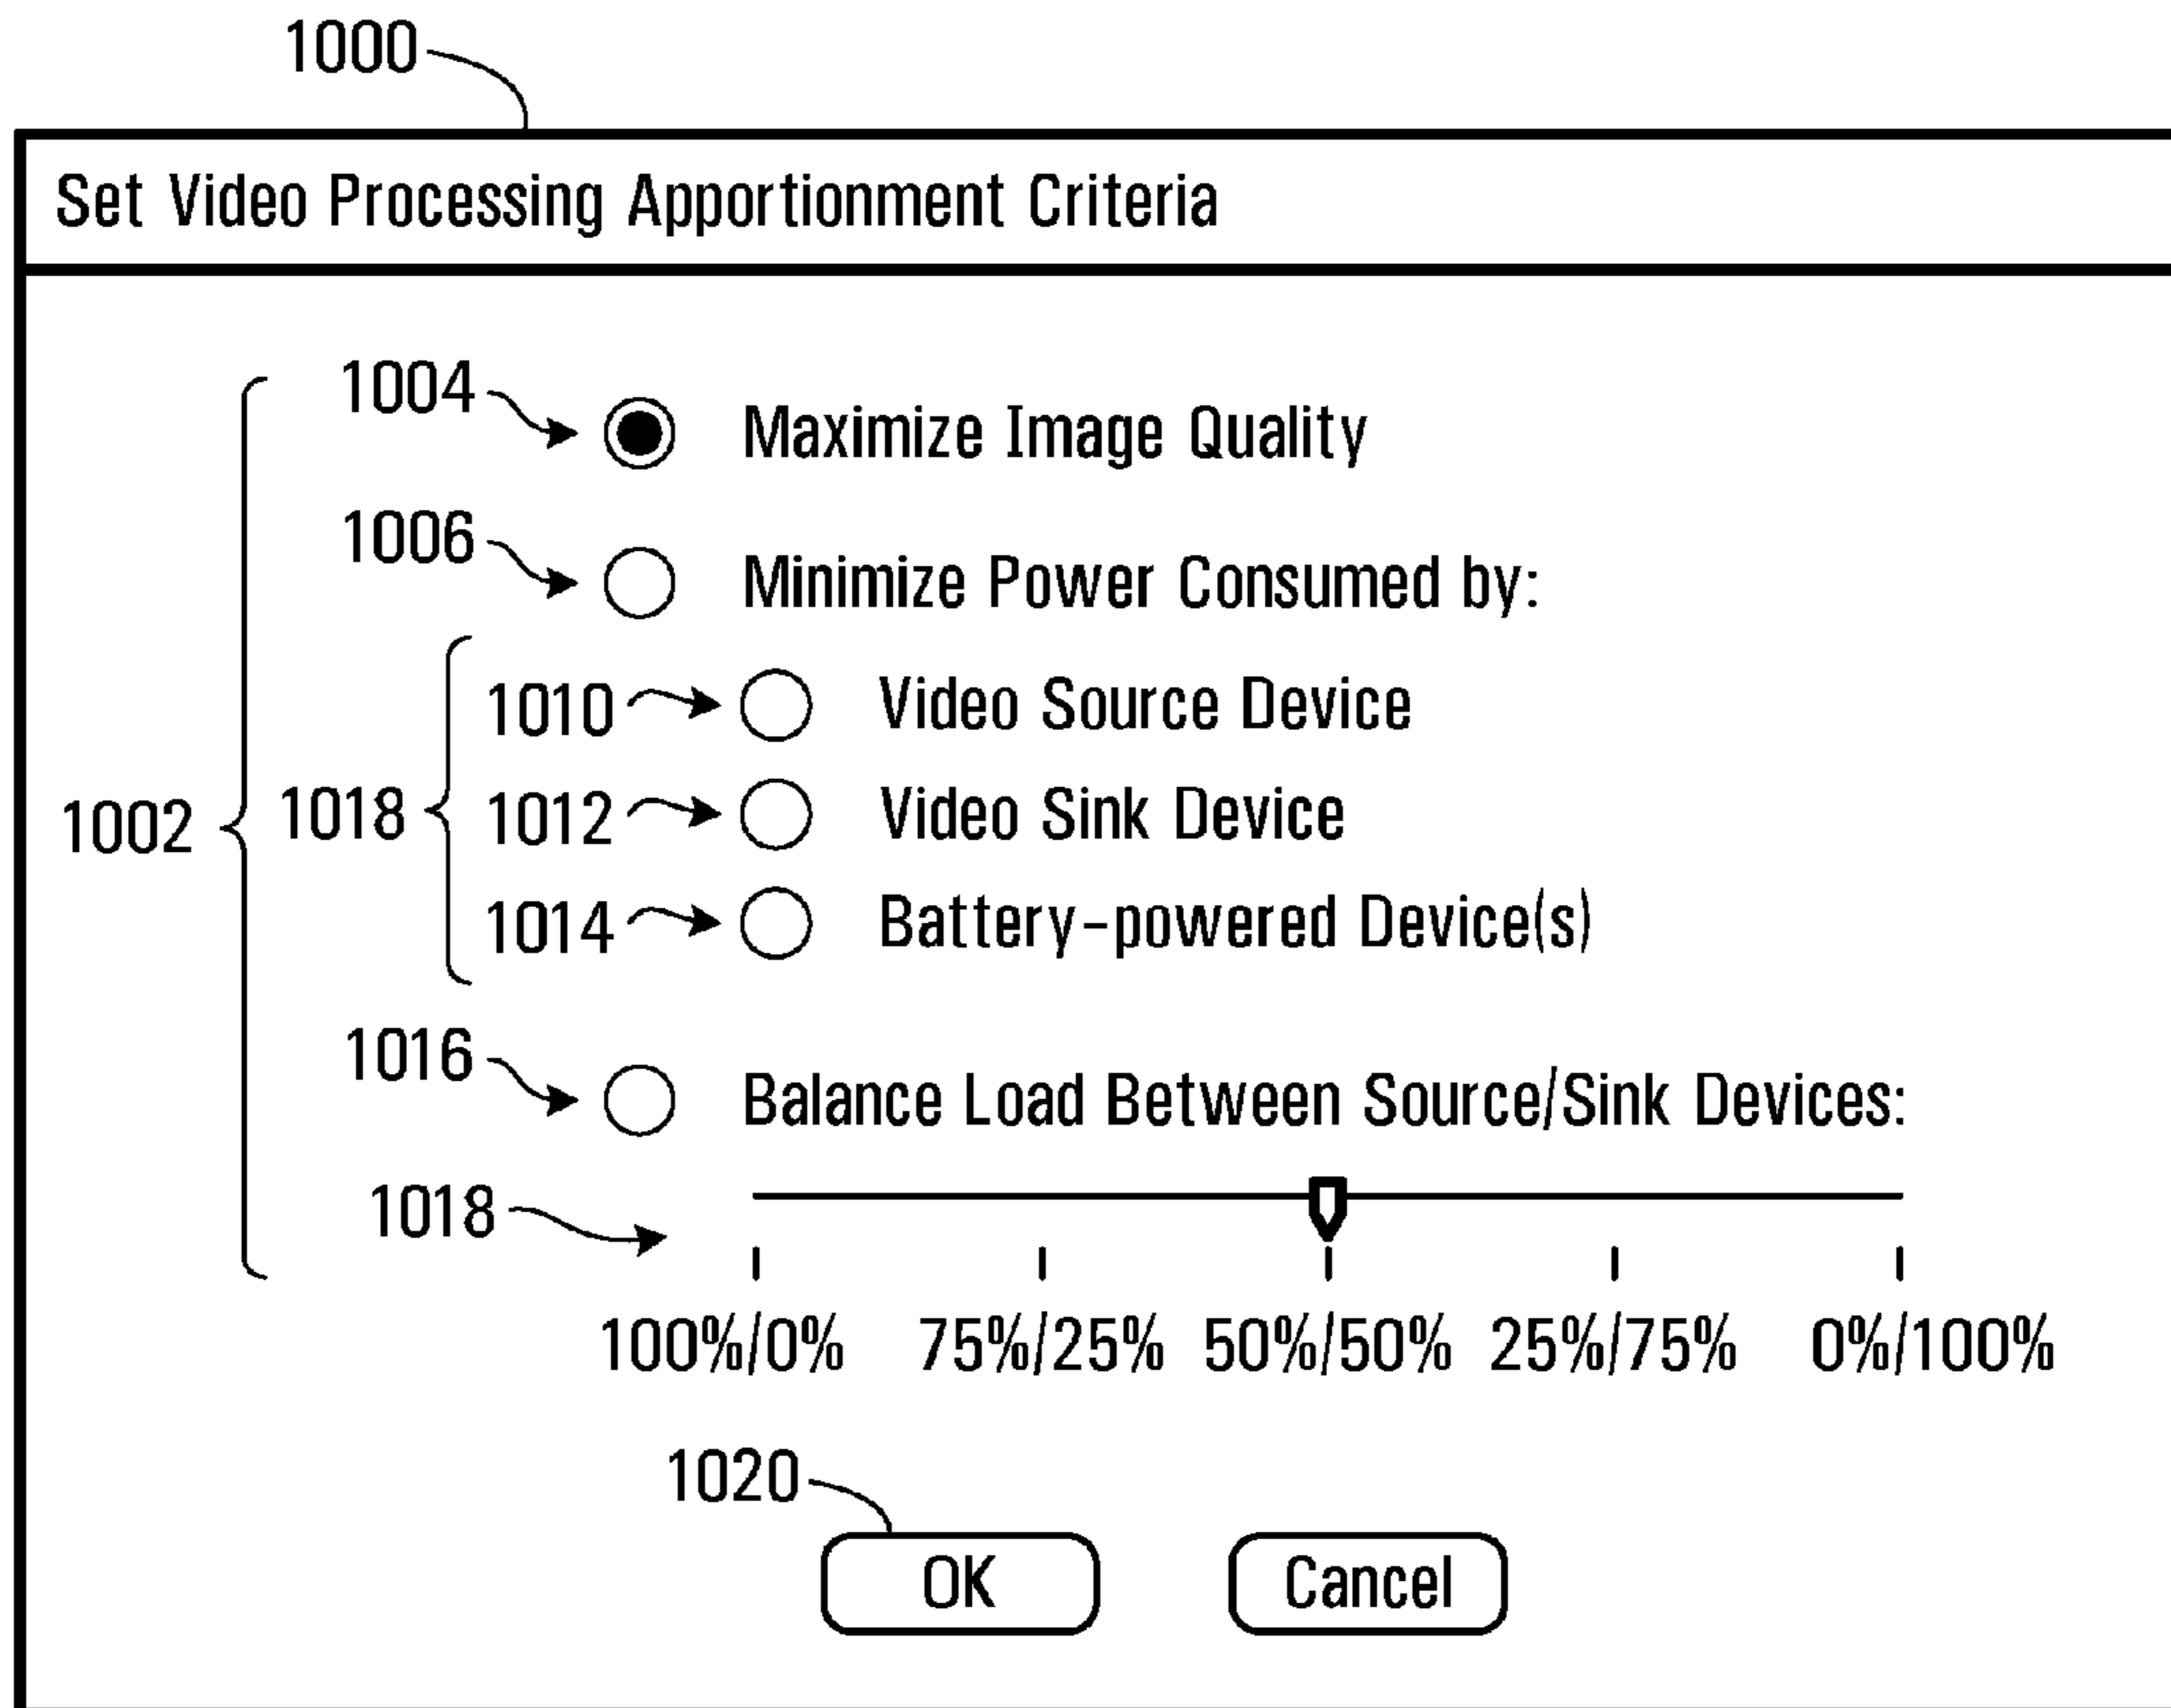 1000
Set Video Processing Apportionment Criteria
1004
Maximize Image Quality
1006
Minimize Power Consumed by:
1010
Video Source Device
1002
1018
1012
Video Sink Device
1014
Battery-powered Device(s)
1016
Balance Load Between Source/Sink Devices:
1018
100%/0% 75%/25% 50%/50% 25%/75% 0%/100%
1020
OK Cancel